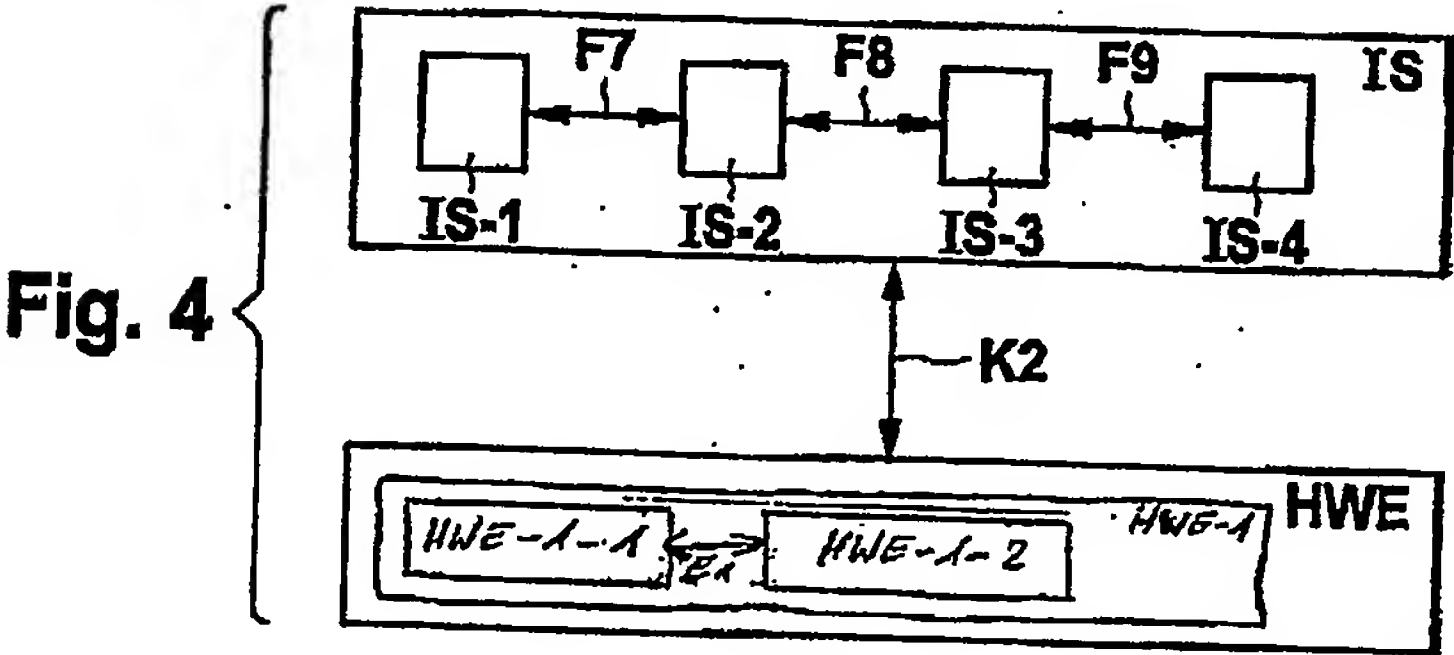 F7 F8 F9 IS
IS-1 IS-2 IS-3 IS-4
Fig. 4
K2
HWE-1 HWE
HWE-1-1 HWE-1-2